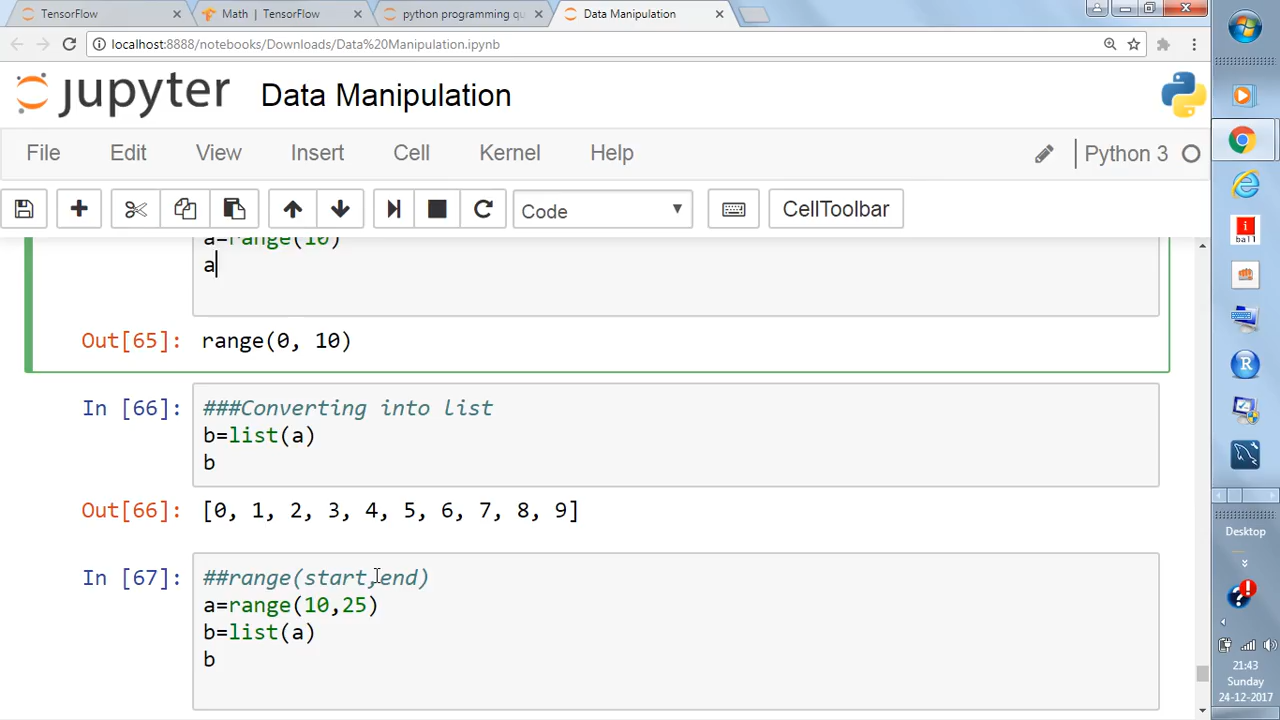 TensorFlow
Math | TensorFlow
python programming qu
Data Manipulation
localhost:8888/notebooks/Downloads/Data%20Manipulation.ipynb
jupyter
Data Manipulation
File Edit View Insert Cell Kernel Help
Python 3
Code
CellToolbar
a=range(10)
a
Out[65]: range(0, 10)
In [66]: ###Converting into list
b=list(a)
b
Out[66]: [0, 1, 2, 3, 4, 5, 6, 7, 8, 9]
In [67]: ##range(start,end)
a=range(10,25)
b=list(a)
b
i
ball
R
Desktop
21:43
Sunday
24-12-2017